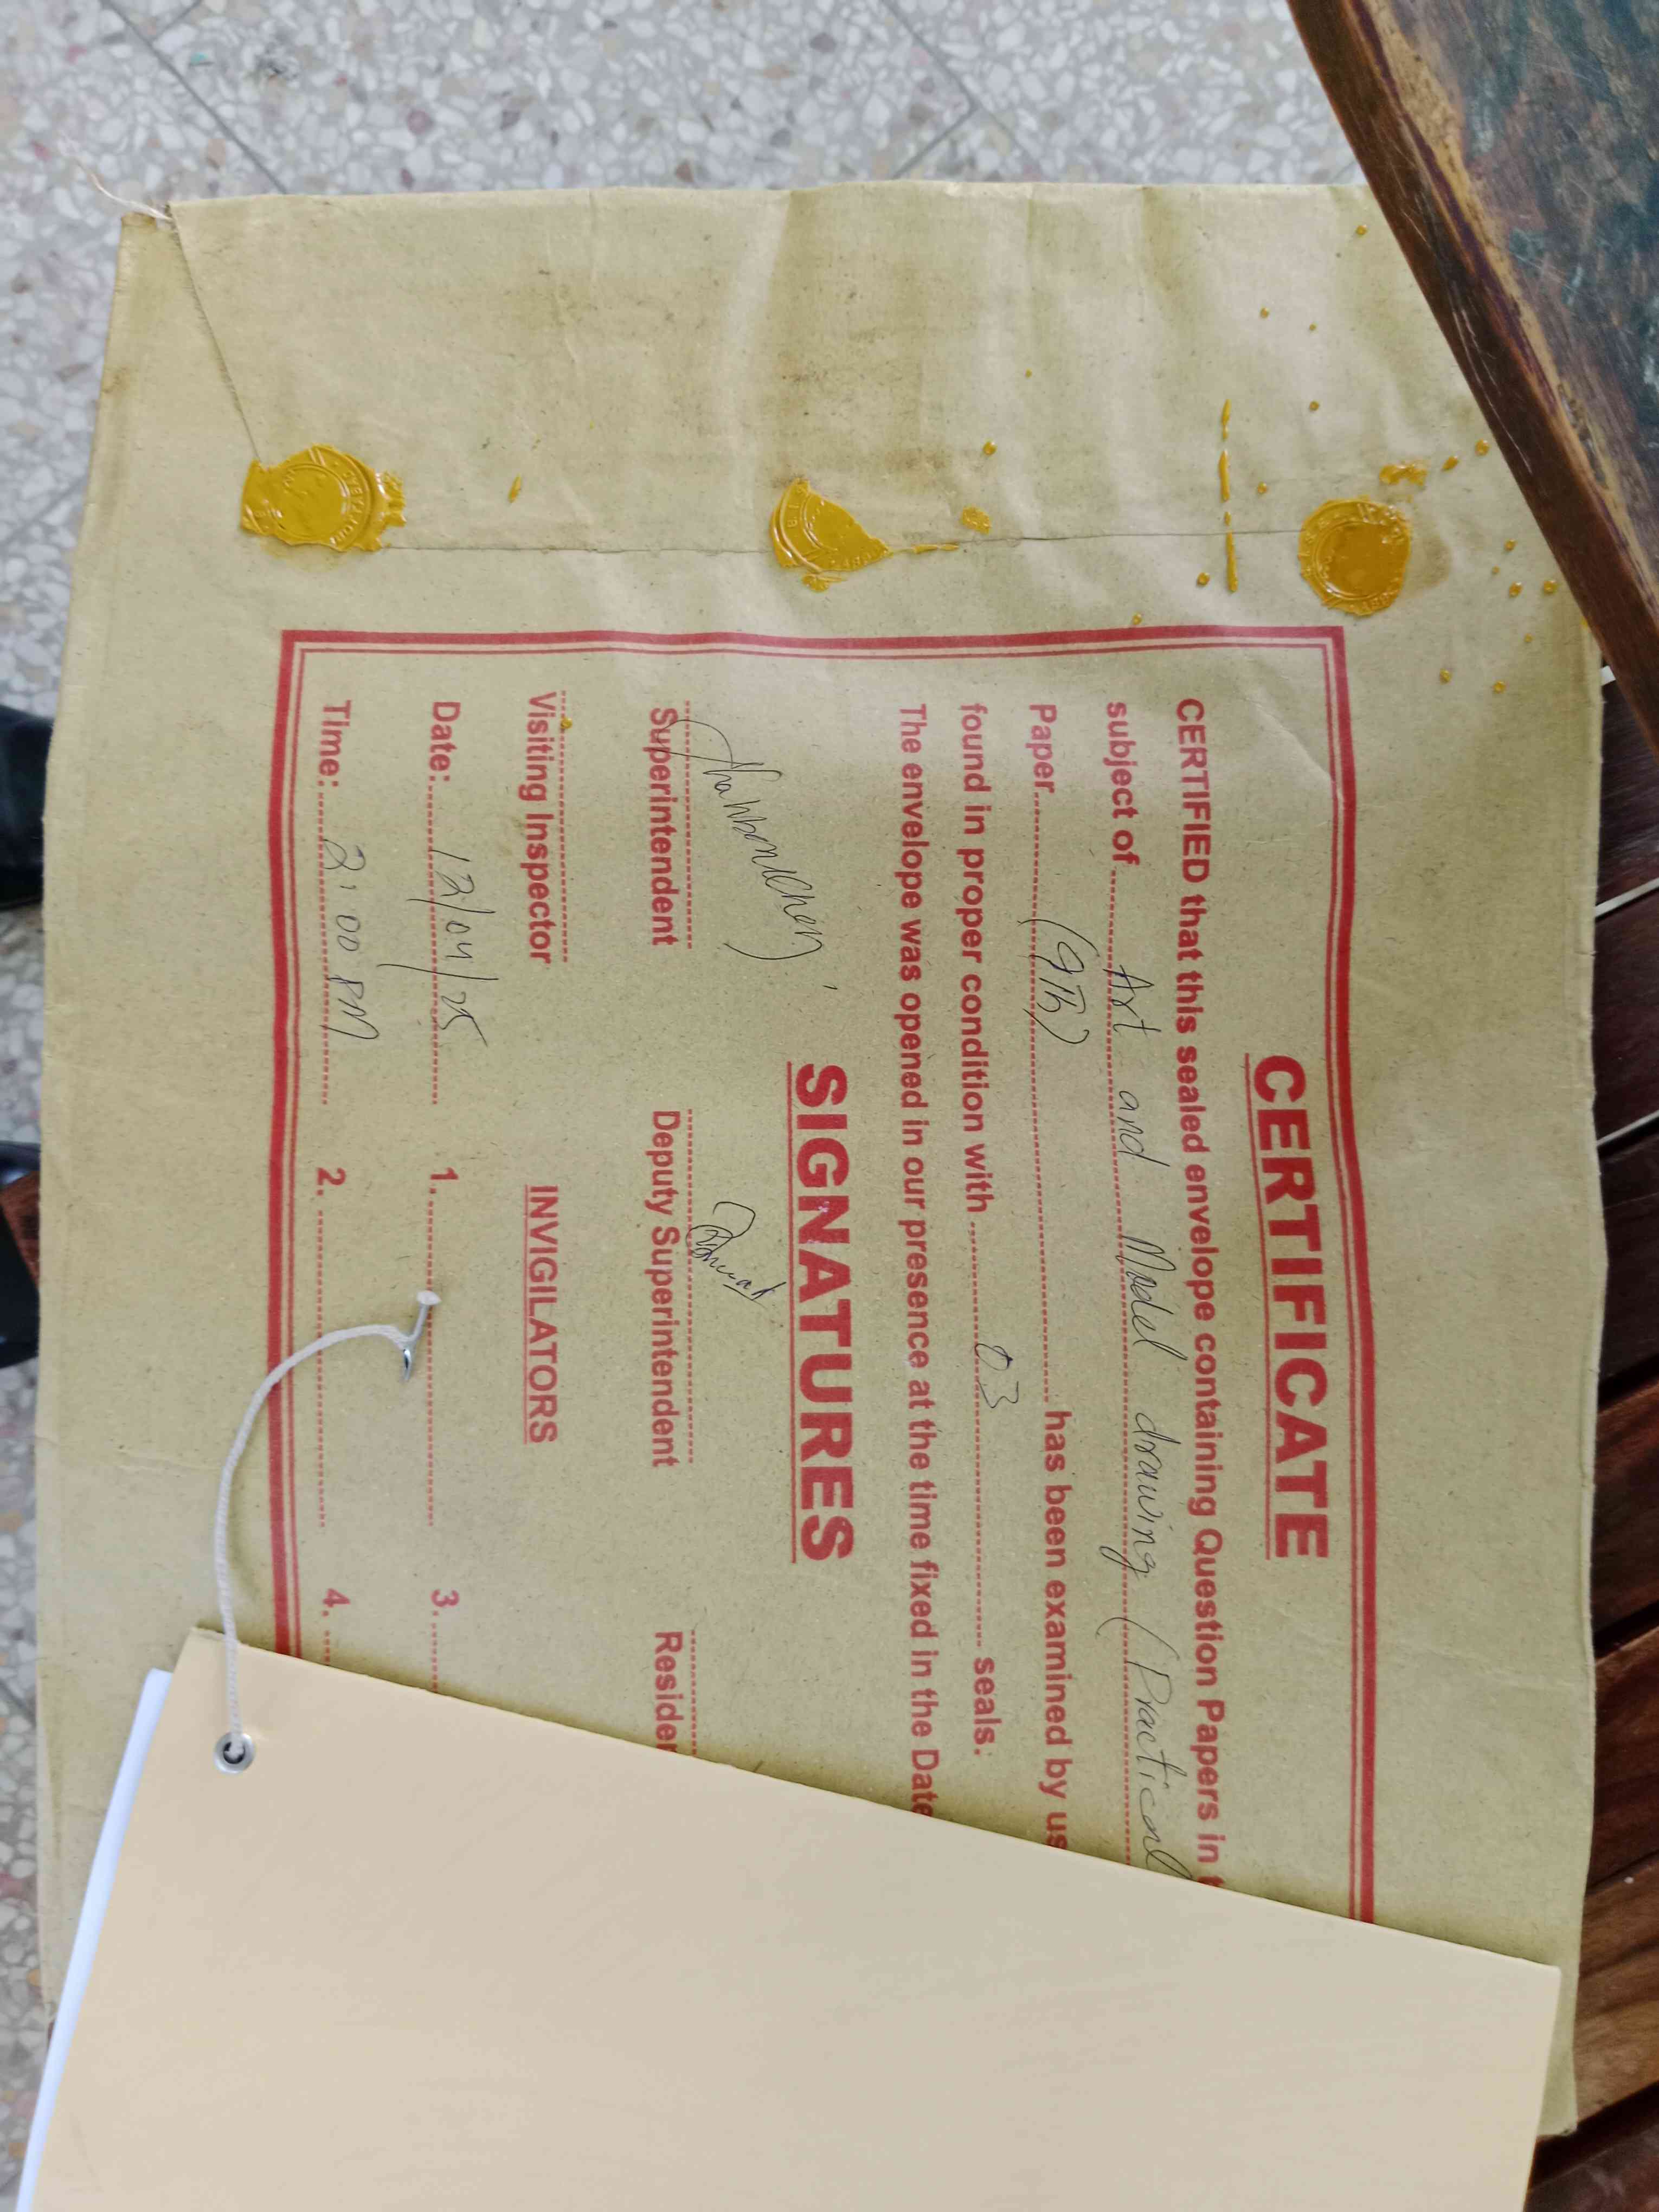 CERTIFICATE
CERTIFIED that this sealed envelope containing Question Papers in
subject of Art and Model drawing (Practical
Paper (9Th) has been examined by us
found in proper condition with 03 seals.
The envelope was opened in our presence at the time fixed in the Date
SIGNATURES
Superintendent Deputy Superintendent
Visiting Inspector INVIGILATORS
Date: 12/04/25 1. 3.
Time: 2:00 PM 2. 4.